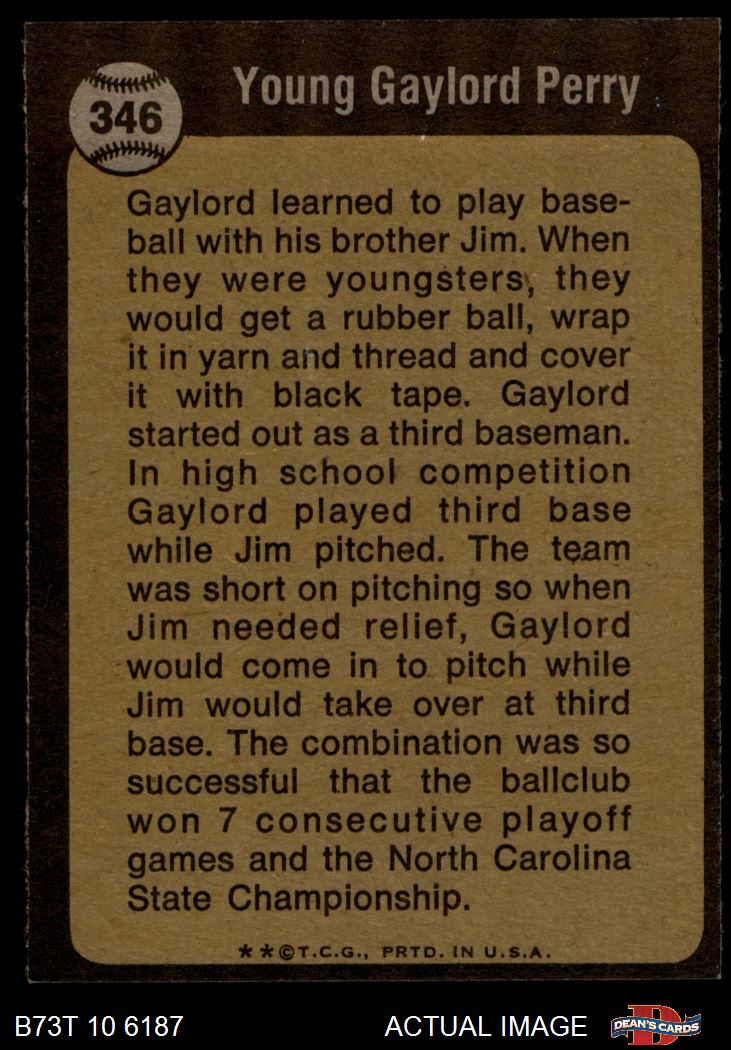 346
Young Gaylord Perry
Gaylord learned to play base-
ball with his brother Jim. When
they were youngsters, they
would get a rubber ball, wrap
it in yarn and thread and cover
it with black tape. Gaylord
started out as a third baseman.
In high school competition
Gaylord played third base
while Jim pitched. The team
was short on pitching so when
Jim needed relief, Gaylord
would come in to pitch while
Jim would take over at third
base. The combination was so
successful that the ballclub
won 7 consecutive playoff
games and the North Carolina
State Championship.
**©T.C.G., PRTD. IN U.S.A.
B73T 10 6187 ACTUAL IMAGE DEAN'S CARDS